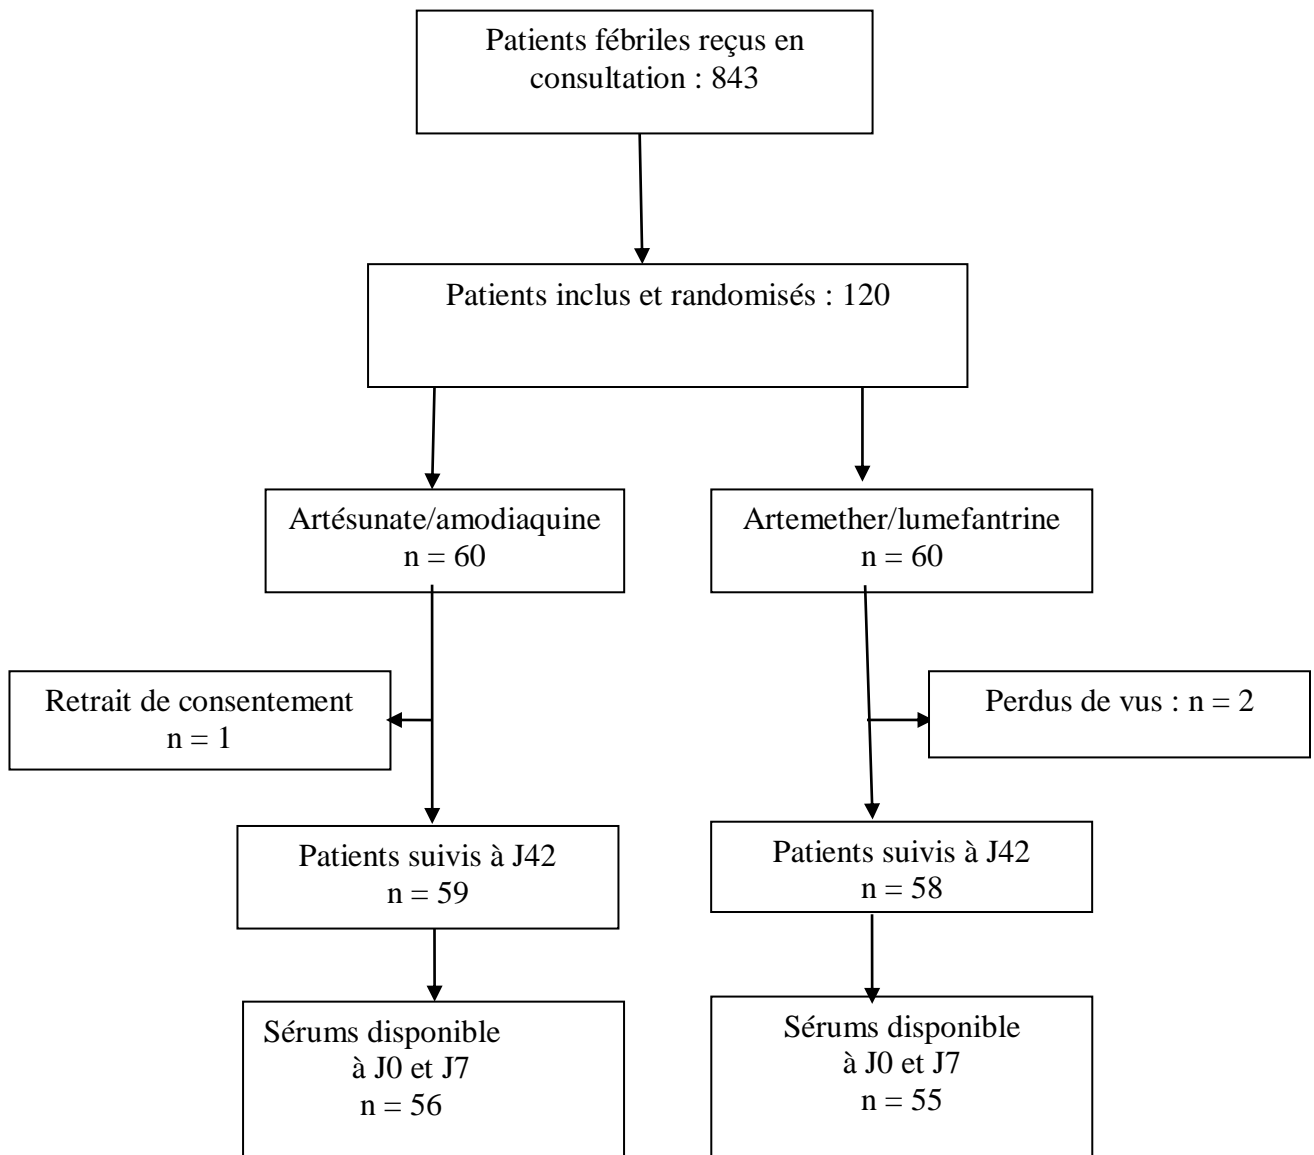 Patients fébriles reçus en
consultation : 843
Patients inclus et randomisés : 120
Artésunate/amodiaquine
n = 60
Artemether/lumefantrine
n = 60
Retrait de consentement
n = 1
Perdus de vus : n = 2
Patients suivis à J42
n = 59
Patients suivis à J42
n = 58
Sérums disponible
à J0 et J7
n = 56
Sérums disponible
à J0 et J7
n = 55